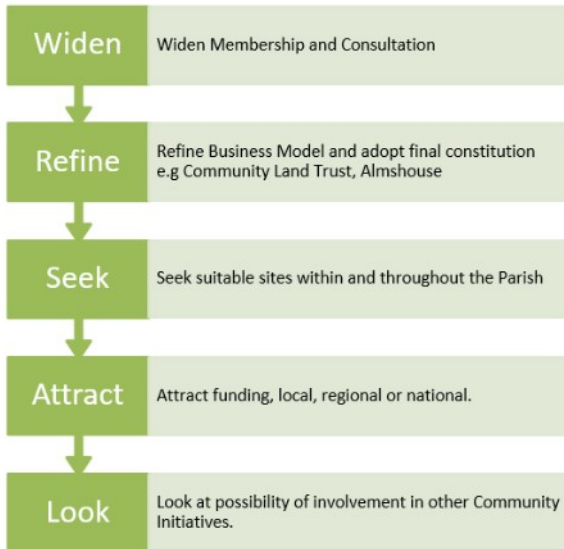 Widen
Widen Membership and Consultation
Refine
Refine Business Model and adopt final constitution
e.g Community Land Trust, Almshouse
Seek
Seek suitable sites within and throughout the Parish
Attract
Attract funding, local, regional or national.
Look
Look at possibility of involvement in other Community
Initiatives.